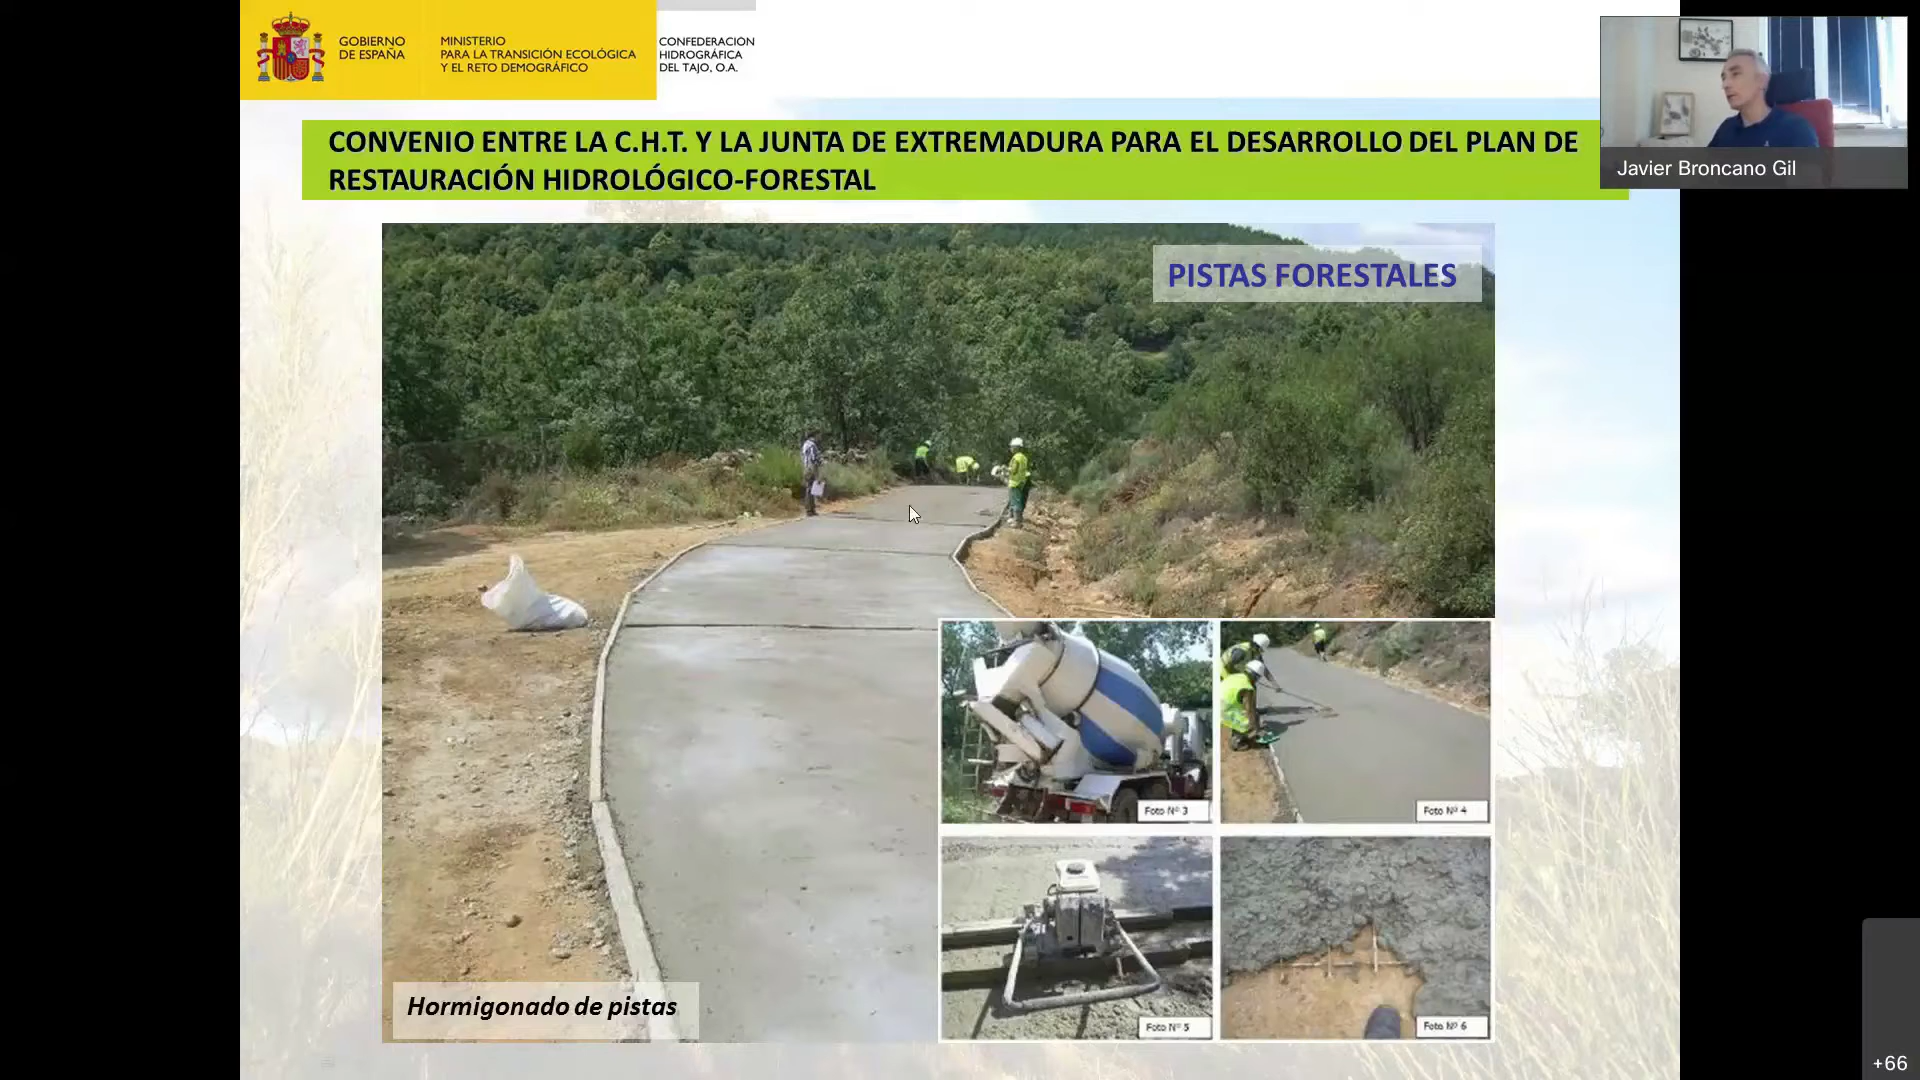 GOBIERNO
DE ESPAÑA
MINISTERIO
PARA LA TRANSICIÓN ECOLÓGICA
Y EL RETO DEMOGRÁFICO
CONFEDERACIÓN
HIDROGRÁFICA
DEL TAJO, O.A.
CONVENIO ENTRE LA C.H.T. Y LA JUNTA DE EXTREMADURA PARA EL DESARROLLO DEL PLAN DE
RESTAURACIÓN HIDROLÓGICO-FORESTAL
Javier Broncano Gil
PISTAS FORESTALES
Foto Nº 3
Foto Nº 4
Foto Nº 5
Foto Nº 6
Hormigonado de pistas
+66